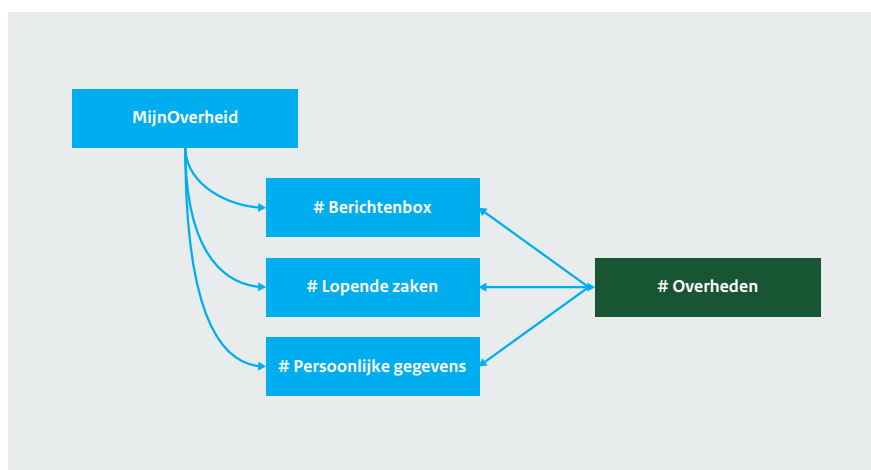 MijnOverheid
# Berichtenbox
# Lopende zaken
# Overheden
# Persoonlijke gegevens